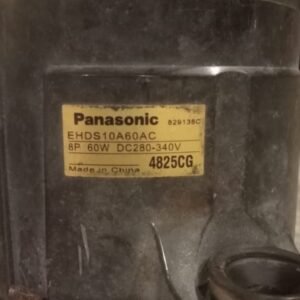 Panasonic 829138C
EHDS10A60AC
8P 60W DC280-340V
Made in China 4825CG